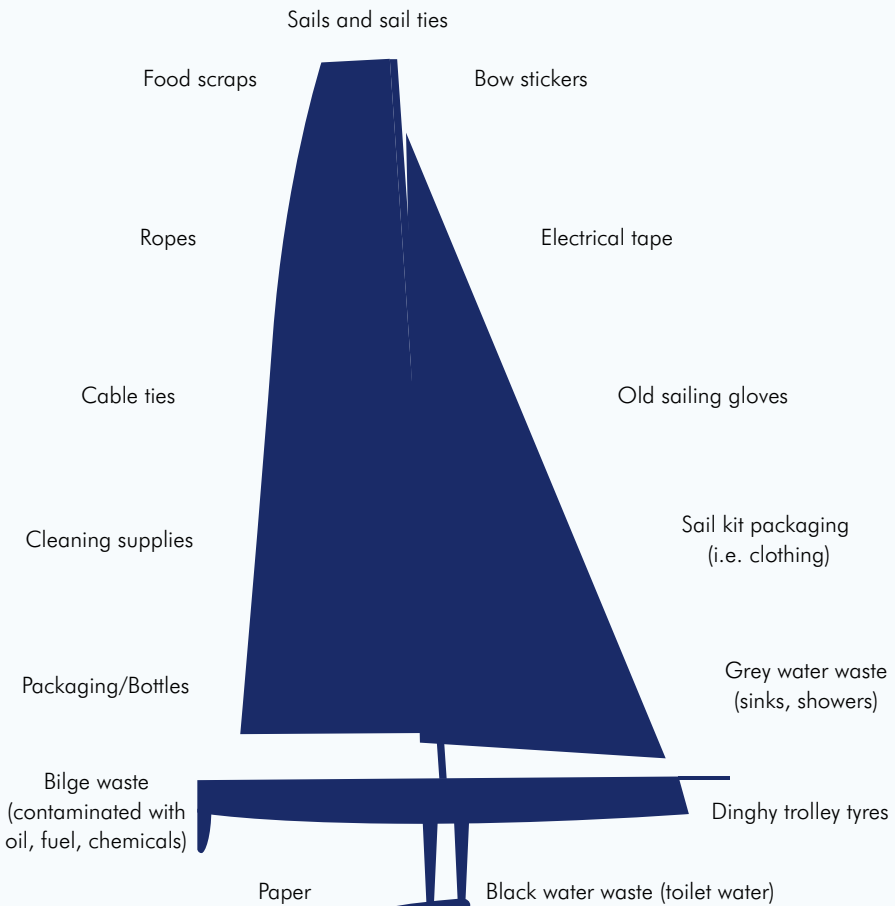 Sails and sail ties
Food scraps
Bow stickers
Ropes
Electrical tape
Cable ties
Old sailing gloves
Cleaning supplies
Sail kit packaging
(i.e. clothing)
Packaging/Bottles
Grey water waste
(sinks, showers)
Bilge waste
(contaminated with
oil, fuel, chemicals)
Dinghy trolley tyres
Paper
Black water waste (toilet water)